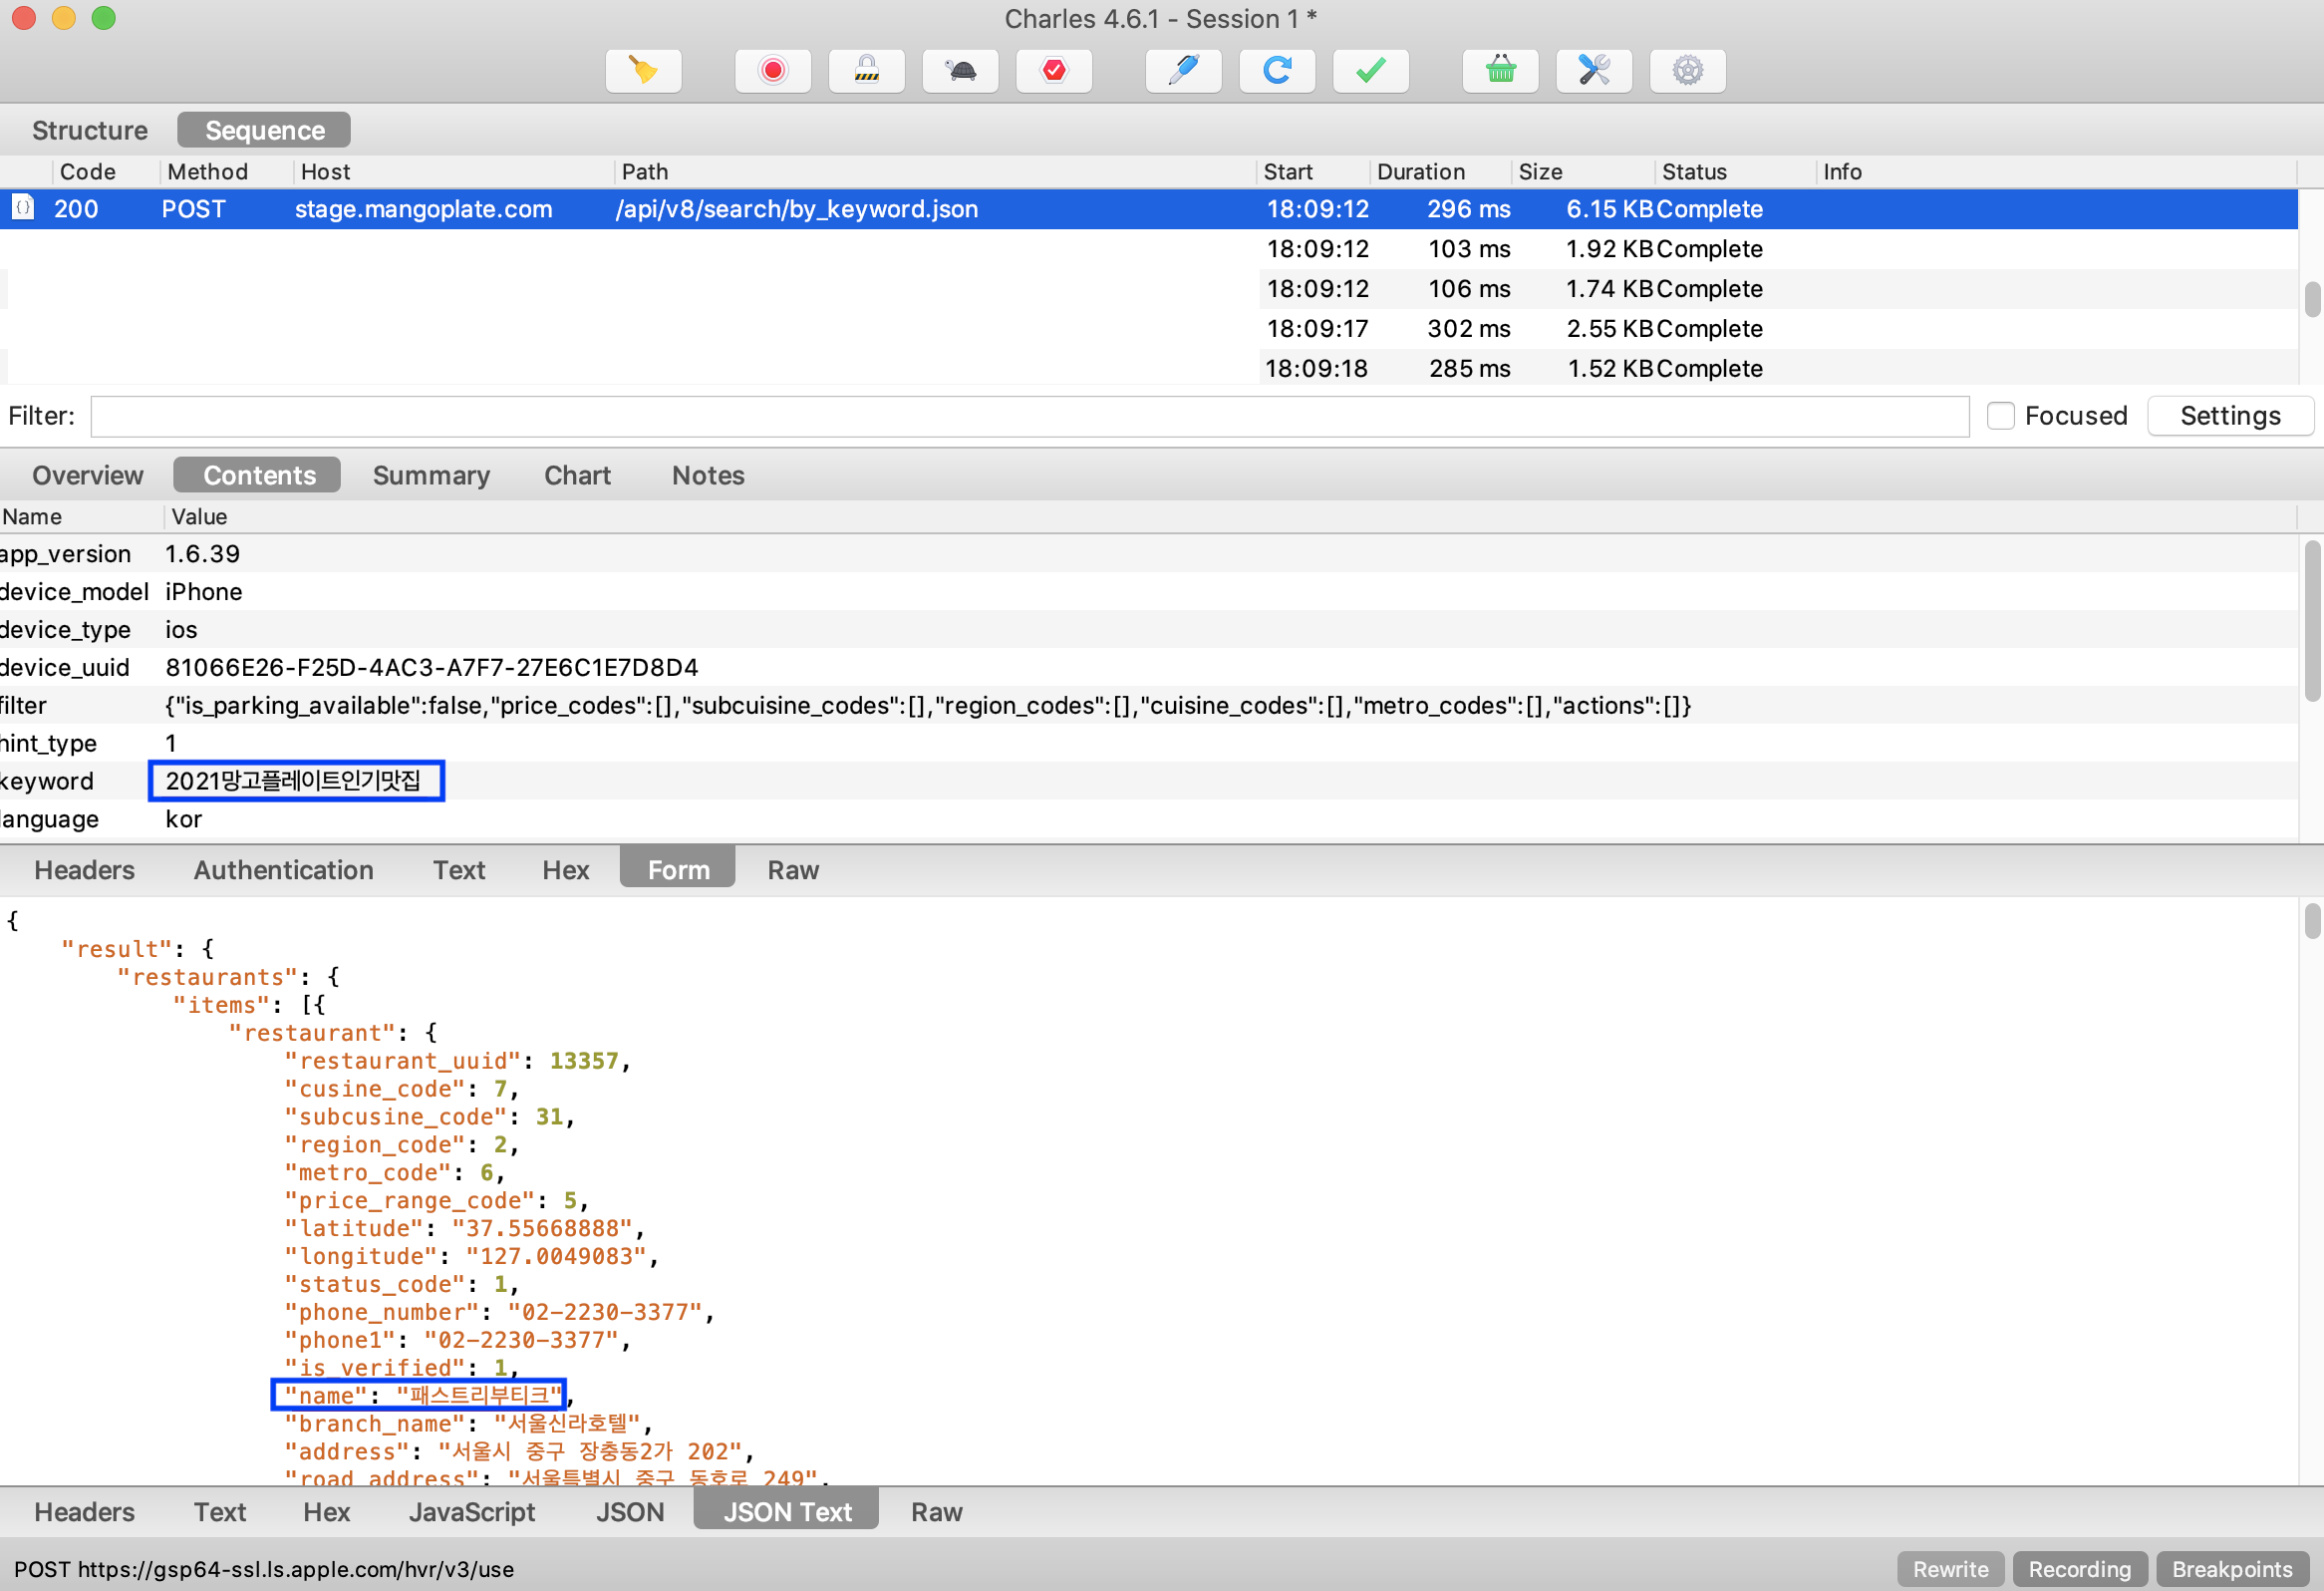 Charles 4.6.1 - Session 1 *
Structure Sequence
Code Method Host Path Start Duration Size Status Info
200 POST stage.mangoplate.com /api/v8/search/by_keyword.json 18:09:12 296 ms 6.15 KB Complete
18:09:12 103 ms 1.92 KB Complete
18:09:12 106 ms 1.74 KB Complete
18:09:17 302 ms 2.55 KB Complete
18:09:18 285 ms 1.52 KB Complete
Filter: Focused Settings
Overview Contents Summary Chart Notes
Name Value
app_version 1.6.39
device_model iPhone
device_type ios
device_uuid 81066E26-F25D-4AC3-A7F7-27E6C1E7D8D4
filter {"is_parking_available":false,"price_codes":[],"subcuisine_codes":[],"region_codes":[],"cuisine_codes":[],"metro_codes":[],"actions":[]}
hint_type 1
keyword 2021망고플레이트인기맛집
language kor
Headers Authentication Text Hex Form Raw
{
"result": {
"restaurants": {
"items": [{
"restaurant": {
"restaurant_uuid": 13357,
"cusine_code": 7,
"subcusine_code": 31,
"region_code": 2,
"metro_code": 6,
"price_range_code": 5,
"latitude": "37.55668888",
"longitude": "127.0049083",
"status_code": 1,
"phone_number": "02-2230-3377",
"phone1": "02-2230-3377",
"is_verified": 1,
"name": "패스트리부티크",
"branch_name": "서울신라호텔",
"address": "서울시 중구 장충동2가 202",
"road_address": "서울특별시 중구 동호로 249",
Headers Text Hex JavaScript JSON JSON Text Raw
POST https://gsp64-ssl.ls.apple.com/hvr/v3/use Rewrite Recording Breakpoints